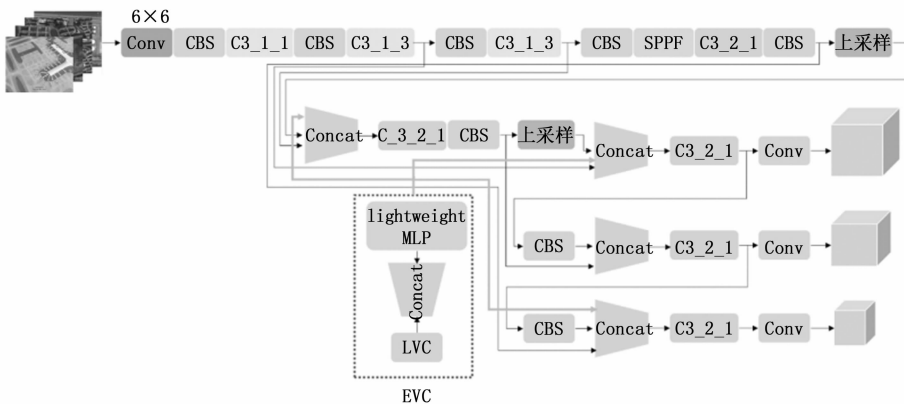 6×6
Conv CBS C3_1_1 CBS C3_1_3 CBS C3_1_3 CBS SPPF C3_2_1 CBS 上采样
Concat C_3_2_1 CBS 上采样 Concat C3_2_1 Conv
lightweight
MLP
Concat
LVC
EVC
CBS Concat C3_2_1 Conv
CBS Concat C3_2_1 Conv